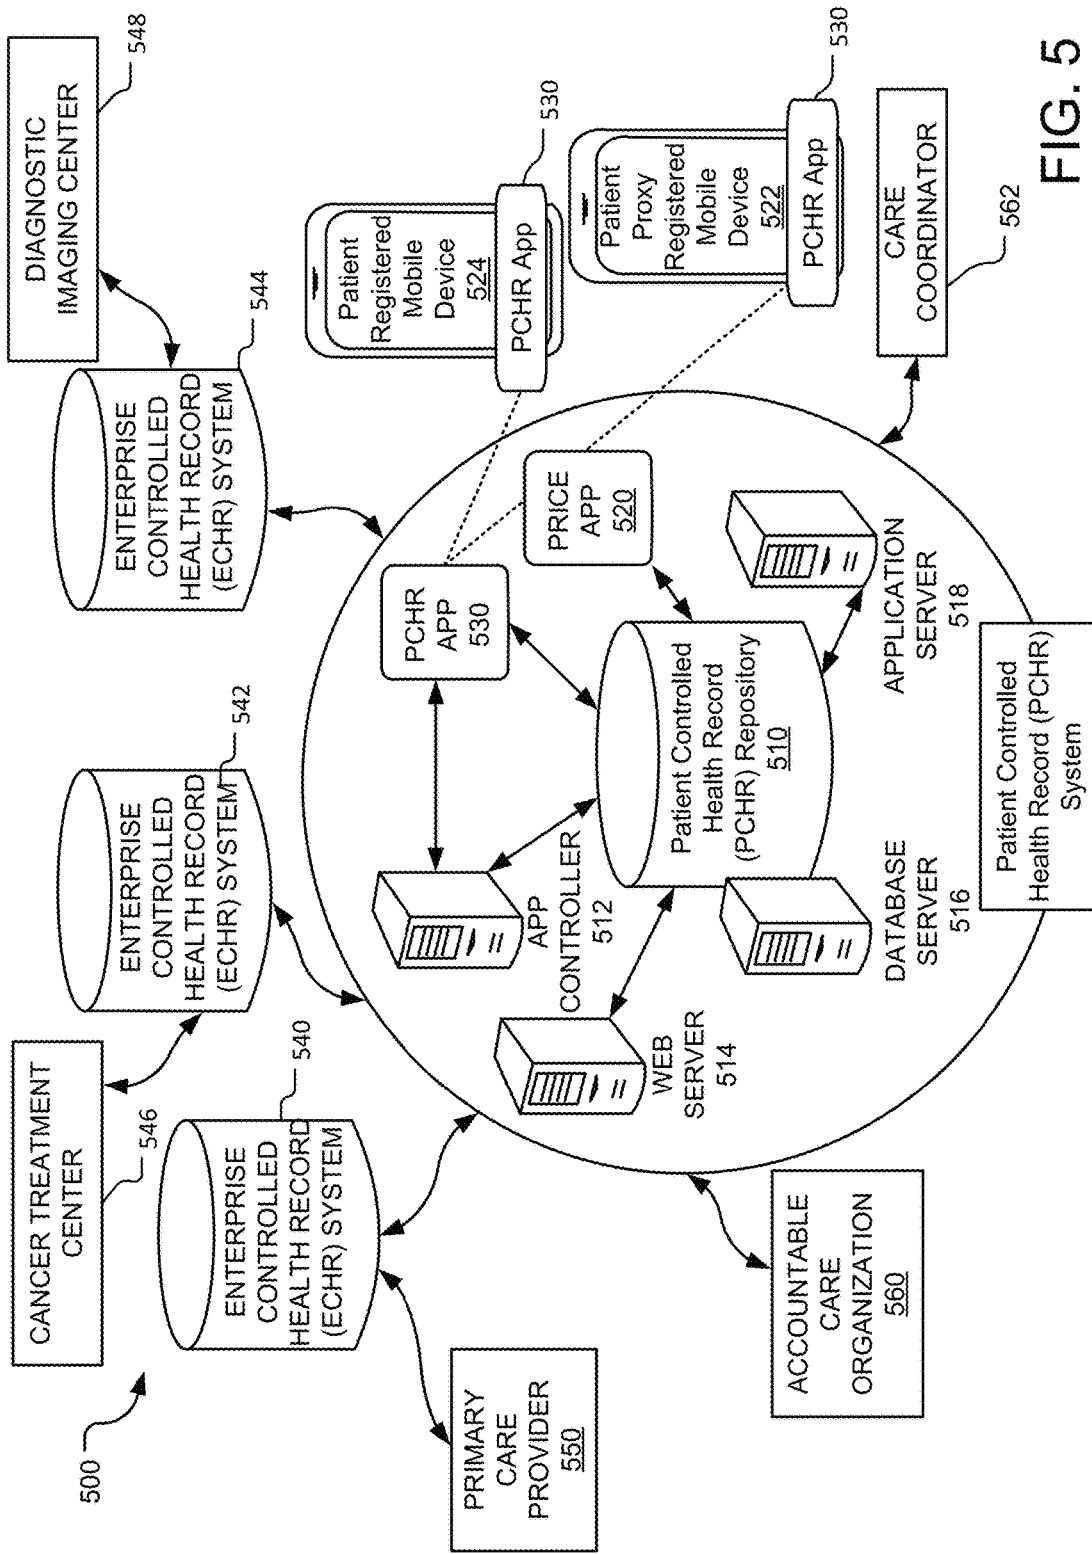 500
CANCER TREATMENT
CENTER
546
DIAGNOSTIC
IMAGING CENTER
548
ENTERPRISE
CONTROLLED
HEALTH RECORD
(ECHR) SYSTEM
540
ENTERPRISE
CONTROLLED
HEALTH RECORD
(ECHR) SYSTEM
542
ENTERPRISE
CONTROLLED
HEALTH RECORD
(ECHR) SYSTEM
544
PRIMARY
CARE
PROVIDER
550
APP
CONTROLLER
512
PCHR
APP
530
Patient
Registered
Mobile
Device
524
PCHR App
530
WEB
SERVER
514
Patient Controlled
Health Record
(PCHR) Repository
510
PRICE
APP
520
Patient
Proxy
Registered
Mobile
Device
522
PCHR App
530
ACCOUNTABLE
CARE
ORGANIZATION
560
DATABASE
SERVER
516
APPLICATION
SERVER
518
CARE
COORDINATOR
562
Patient Controlled
Health Record (PCHR)
System
FIG. 5